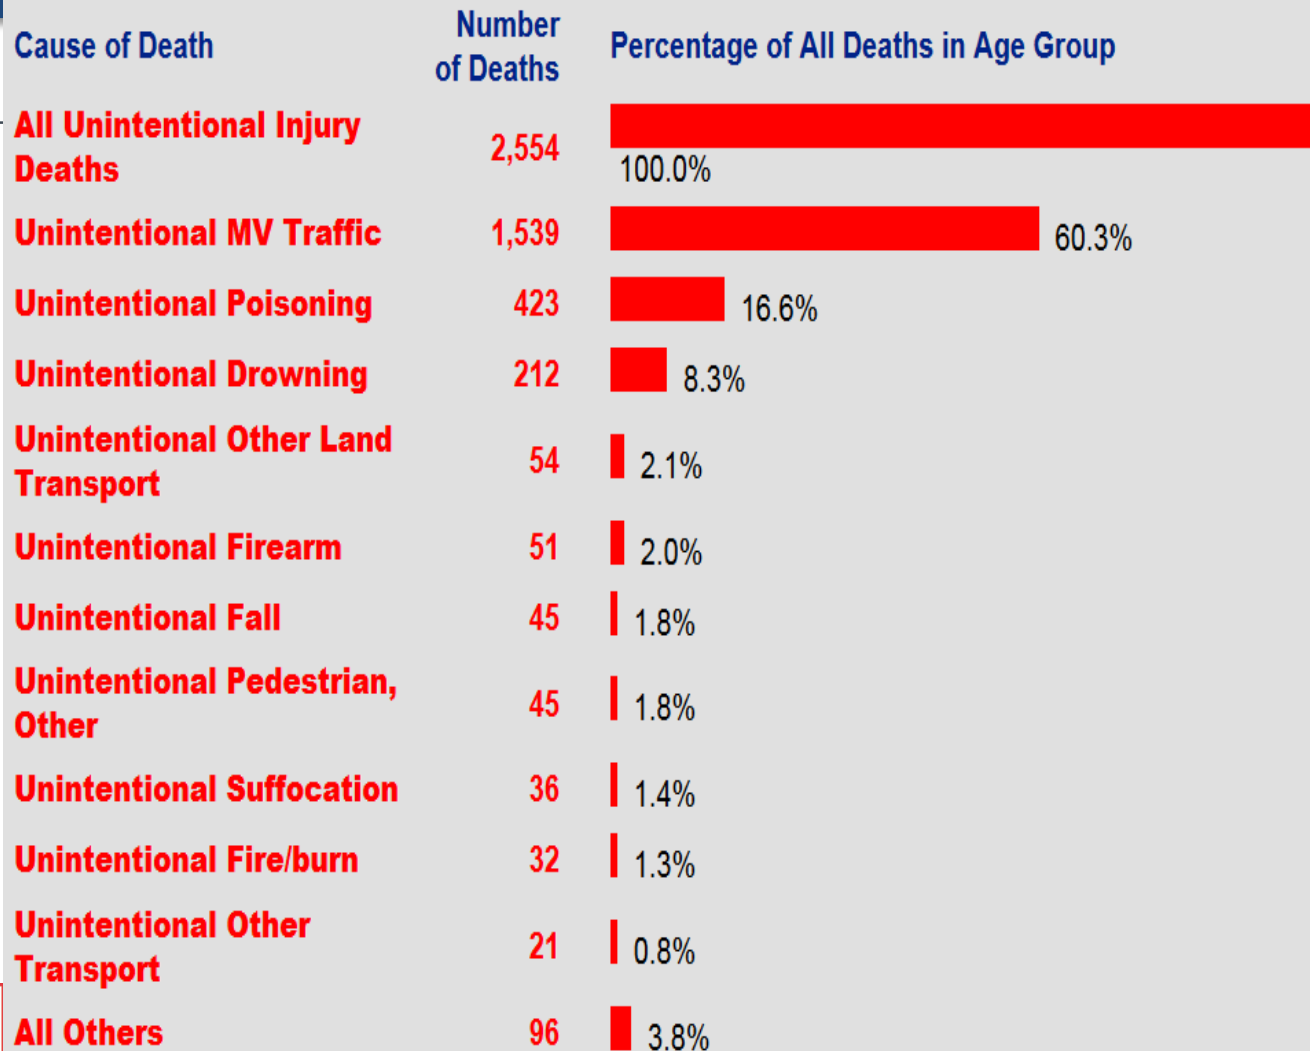 Cause of Death
Number
of Deaths
Percentage of All Deaths in Age Group
All Unintentional Injury
Deaths
2,554
100.0%
Unintentional MV Traffic 1,539 60.3%
Unintentional Poisoning 423 16.6%
Unintentional Drowning 212 8.3%
Unintentional Other Land
Transport
54 2.1%
Unintentional Firearm 51 2.0%
Unintentional Fall 45 1.8%
Unintentional Pedestrian,
Other
45 1.8%
Unintentional Suffocation 36 1.4%
Unintentional Fire/burn 32 1.3%
Unintentional Other
Transport
21 0.8%
All Others 96 3.8%